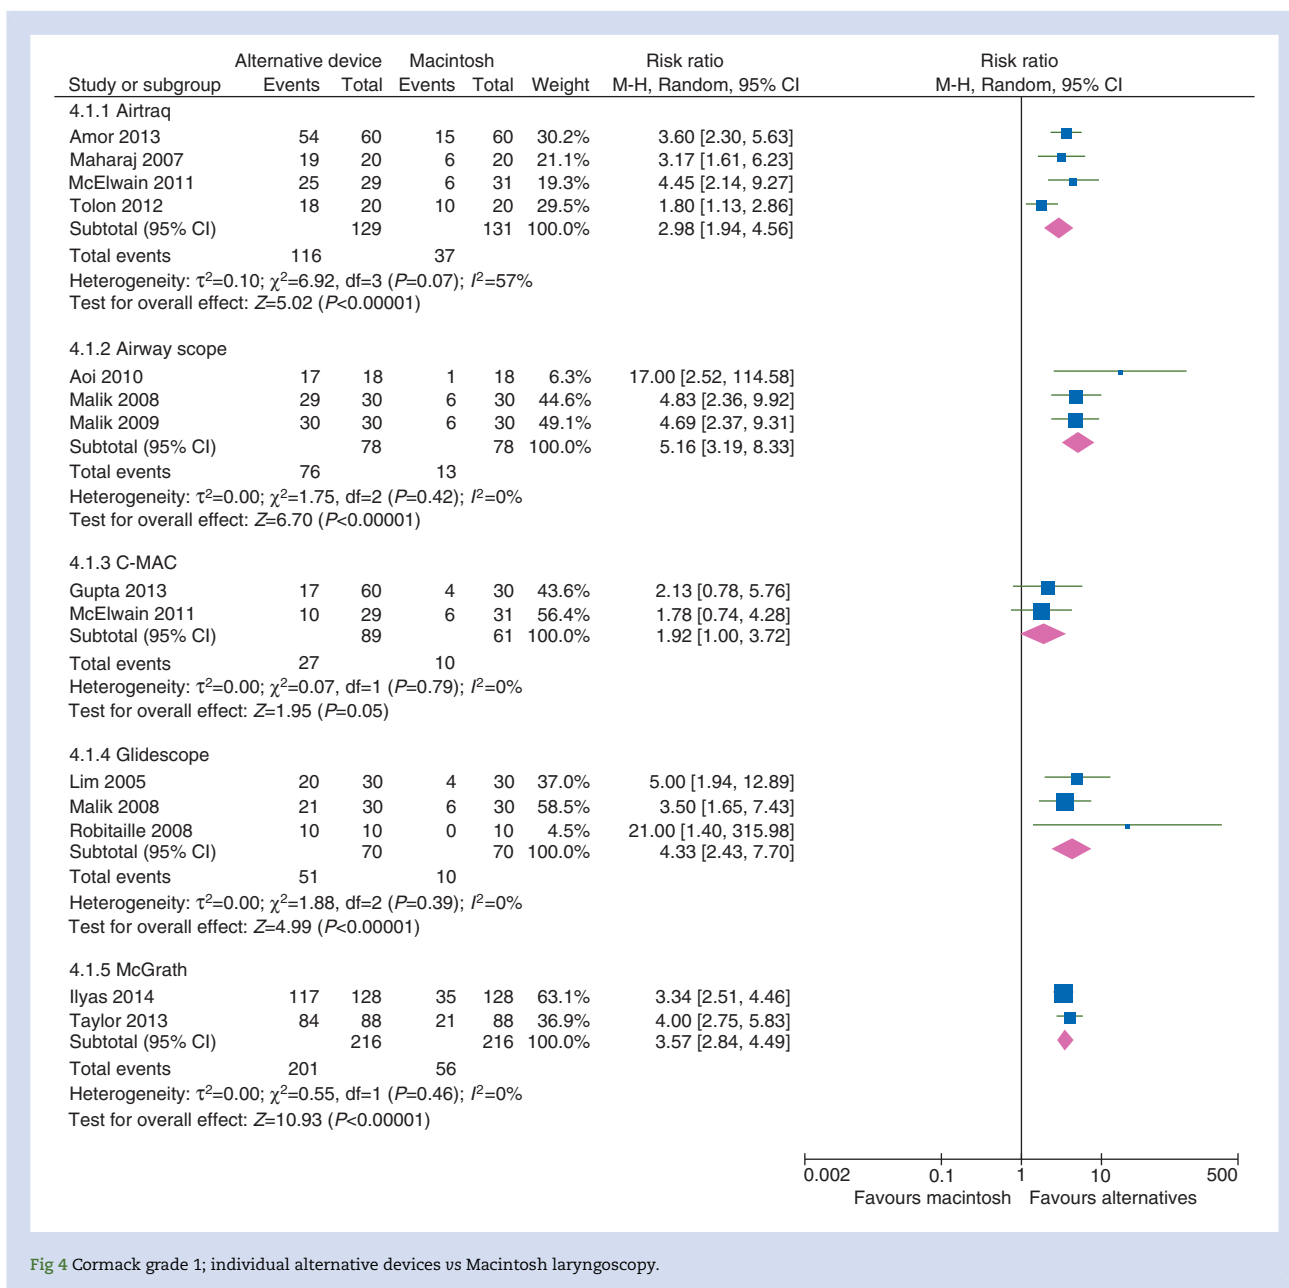 Alternative device Macintosh Risk ratio Risk ratio
Study or subgroup Events Total Events Total Weight M-H, Random, 95% CI M-H, Random, 95% CI
4.1.1 Airtraq
Amor 2013 54 60 15 60 30.2% 3.60 [2.30, 5.63]
Maharaj 2007 19 20 6 20 21.1% 3.17 [1.61, 6.23]
McElwain 2011 25 29 6 31 19.3% 4.45 [2.14, 9.27]
Tolon 2012 18 20 10 20 29.5% 1.80 [1.13, 2.86]
Subtotal (95% CI) 129 131 100.0% 2.98 [1.94, 4.56]
Total events 116 37
Heterogeneity: τ²=0.10; χ²=6.92, df=3 (P=0.07); I²=57%
Test for overall effect: Z=5.02 (P<0.00001)
4.1.2 Airway scope
Aoi 2010 17 18 1 18 6.3% 17.00 [2.52, 114.58]
Malik 2008 29 30 6 30 44.6% 4.83 [2.36, 9.92]
Malik 2009 30 30 6 30 49.1% 4.69 [2.37, 9.31]
Subtotal (95% CI) 78 78 100.0% 5.16 [3.19, 8.33]
Total events 76 13
Heterogeneity: τ²=0.00; χ²=1.75, df=2 (P=0.42); I²=0%
Test for overall effect: Z=6.70 (P<0.00001)
4.1.3 C-MAC
Gupta 2013 17 60 4 30 43.6% 2.13 [0.78, 5.76]
McElwain 2011 10 29 6 31 56.4% 1.78 [0.74, 4.28]
Subtotal (95% CI) 89 61 100.0% 1.92 [1.00, 3.72]
Total events 27 10
Heterogeneity: τ²=0.00; χ²=0.07, df=1 (P=0.79); I²=0%
Test for overall effect: Z=1.95 (P=0.05)
4.1.4 Glidescope
Lim 2005 20 30 4 30 37.0% 5.00 [1.94, 12.89]
Malik 2008 21 30 6 30 58.5% 3.50 [1.65, 7.43]
Robitaille 2008 10 10 0 10 4.5% 21.00 [1.40, 315.98]
Subtotal (95% CI) 70 70 100.0% 4.33 [2.43, 7.70]
Total events 51 10
Heterogeneity: τ²=0.00; χ²=1.88, df=2 (P=0.39); I²=0%
Test for overall effect: Z=4.99 (P<0.00001)
4.1.5 McGrath
Ilyas 2014 117 128 35 128 63.1% 3.34 [2.51, 4.46]
Taylor 2013 84 88 21 88 36.9% 4.00 [2.75, 5.83]
Subtotal (95% CI) 216 216 100.0% 3.57 [2.84, 4.49]
Total events 201 56
Heterogeneity: τ²=0.00; χ²=0.55, df=1 (P=0.46); I²=0%
Test for overall effect: Z=10.93 (P<0.00001)
0.002 0.1 1 10 500
Favours macintosh Favours alternatives
Fig 4 Cormack grade 1; individual alternative devices vs Macintosh laryngoscopy.